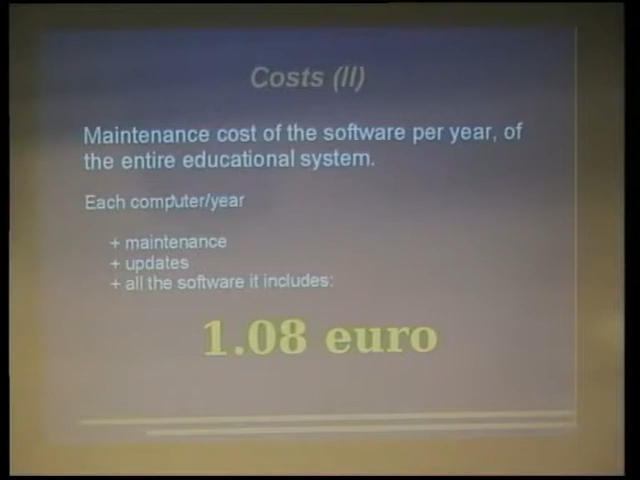 Costs (II)
Maintenance cost of the software per year, of
the entire educational system.
Each computer/year
+ maintenance
+ updates
+ all the software it includes:
1.08 euro